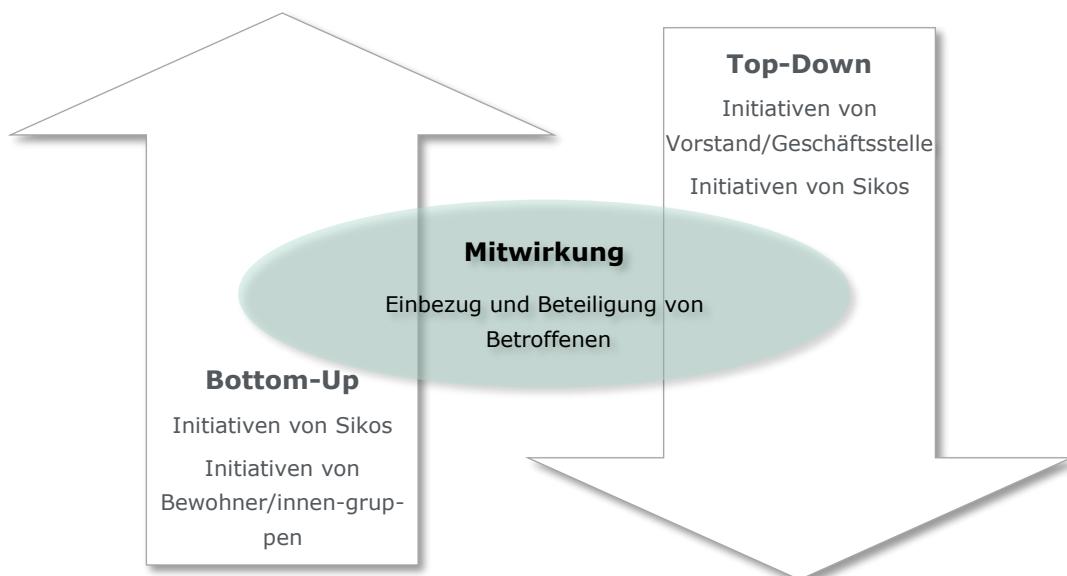 Top-Down
Initiativen von
Vorstand/Geschäftsstelle
Initiativen von Sikos
Mitwirkung
Einbezug und Beteiligung von
Betroffenen
Bottom-Up
Initiativen von Sikos
Initiativen von
Bewohner/innen-grup-
pen